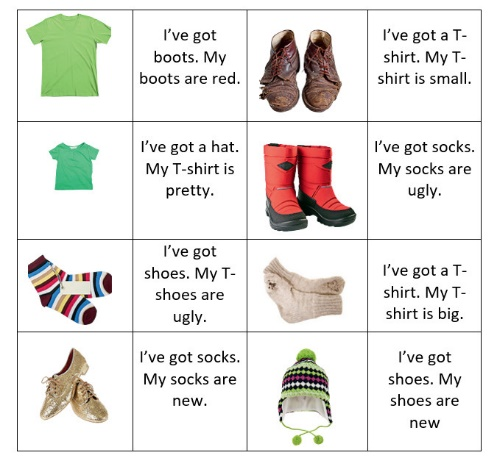 I've got
boots. My
boots are red.
I've got a T-
shirt. My T-
shirt is small.
I've got a hat.
My T-shirt is
pretty.
I've got socks.
My socks are
ugly.
I've got
shoes. My T-
shoes are
ugly.
I've got a T-
shirt. My T-
shirt is big.
I've got socks.
My socks are
new.
I've got
shoes. My
shoes are
new